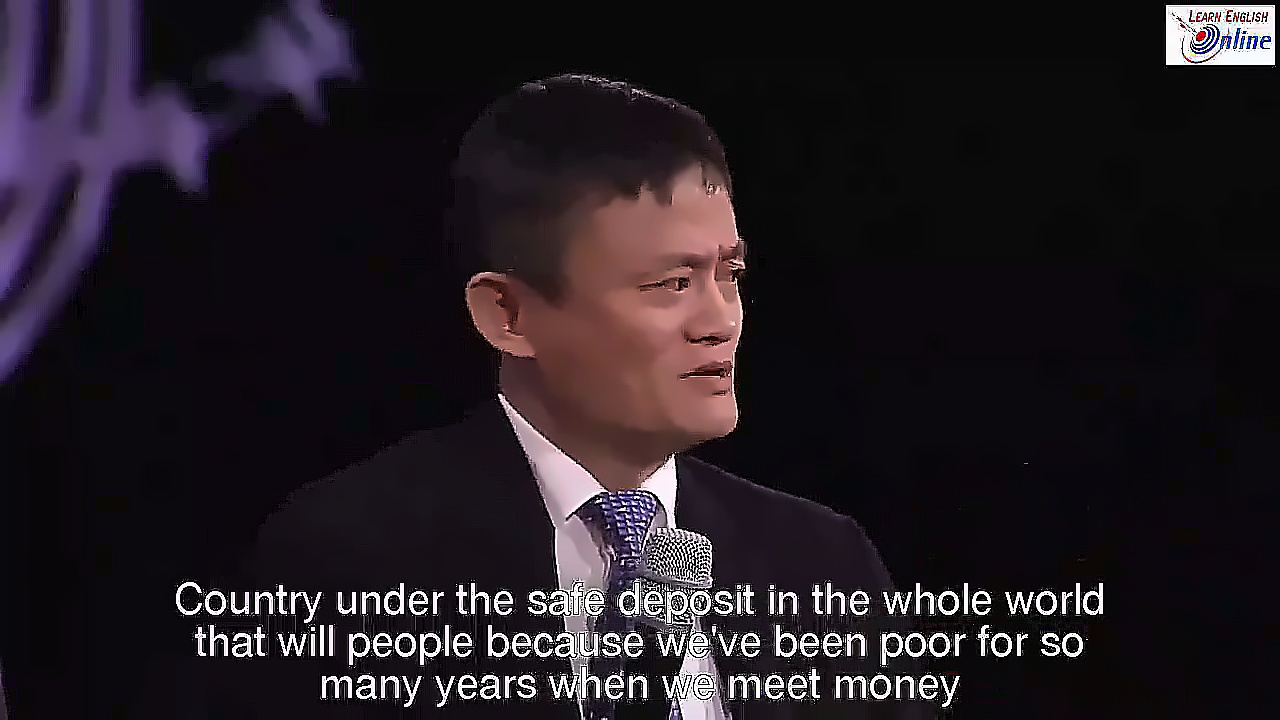 LEARN ENGLISH
Online
Country under the safe deposit in the whole world
that will people because we've been poor for so
many years when we meet money